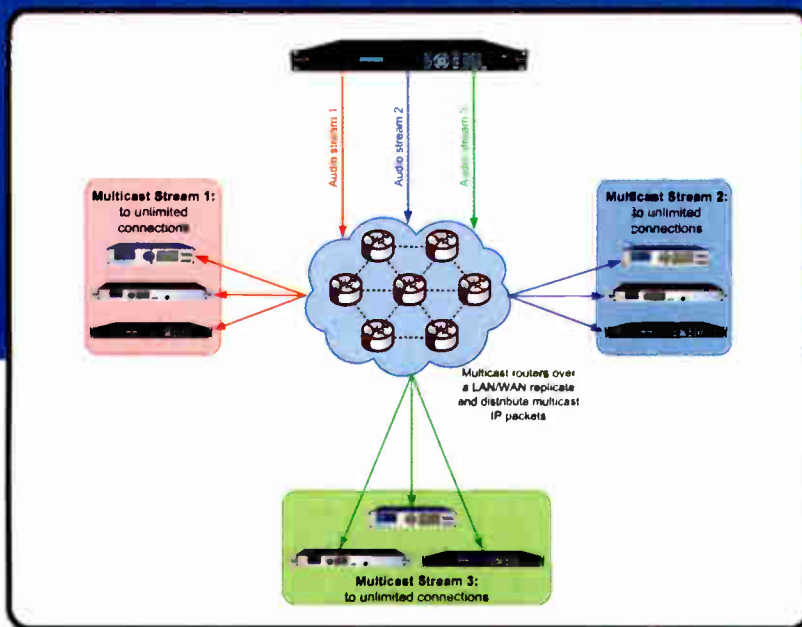 Audio stream 1
Audio stream 2
Audio stream 3
Multicast Stream 1:
to unlimited
connections
Multicast Stream 2:
to unlimited
connections
Multicast routers over
a LAN/WAN replicate
and distribute multicast
IP packets
Multicast Stream 3:
to unlimited connections